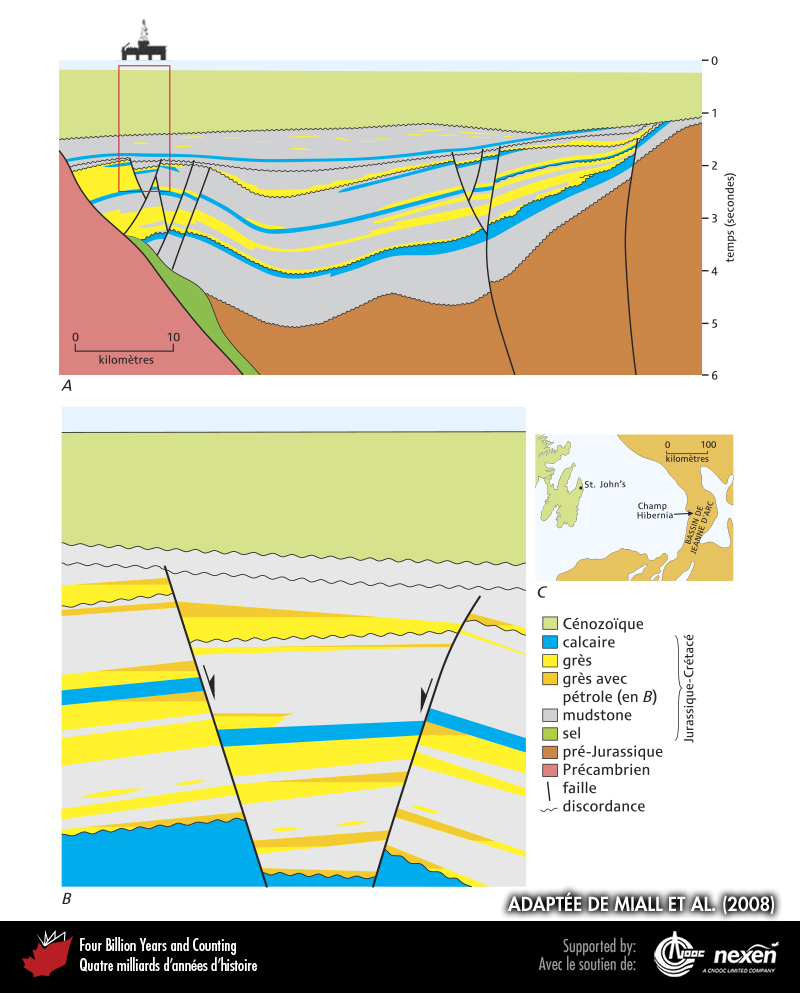 0
1
2
3
4
5
6
temps (secondes)
0 10
kilomètres
A
0 100
kilomètres
St. John's
Champ
Hibernia
BASSIN DE
JEANNE D'ARC
C
Cénozoïque
calcaire
grès
grès avec
pétrole (en B)
mudstone
sel
pré-Jurassique
Précambrien
faille
discordance
Jurassique-Crétacé
B
ADAPTÉE DE MIALL ET AL. (2008)
Four Billion Years and Counting
Quatre milliards d'années d'histoire
Supported by:
Avec le soutien de:
CNOOC
nexen
A CNOOC LIMITED COMPANY